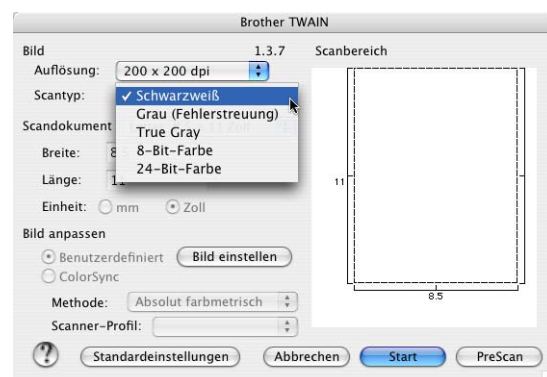 Brother TWAIN
Bild 1.3.7 Scanbereich
Auflösung: 200 x 200 dpi
Scantyp: ✓ Schwarzweiß
Grau (Fehlerstreuung)
Scandokument
True Gray
Breite: 8
8-Bit-Farbe
24-Bit-Farbe
Länge: 11
11
Einheit: mm Zoll
Bild anpassen
Benutzerdefiniert Bild einstellen
ColorSync
8.5
Methode: Absolut farbmetrisch
Scanner-Profil:
? Standardeinstellungen Abbrechen Start PreScan